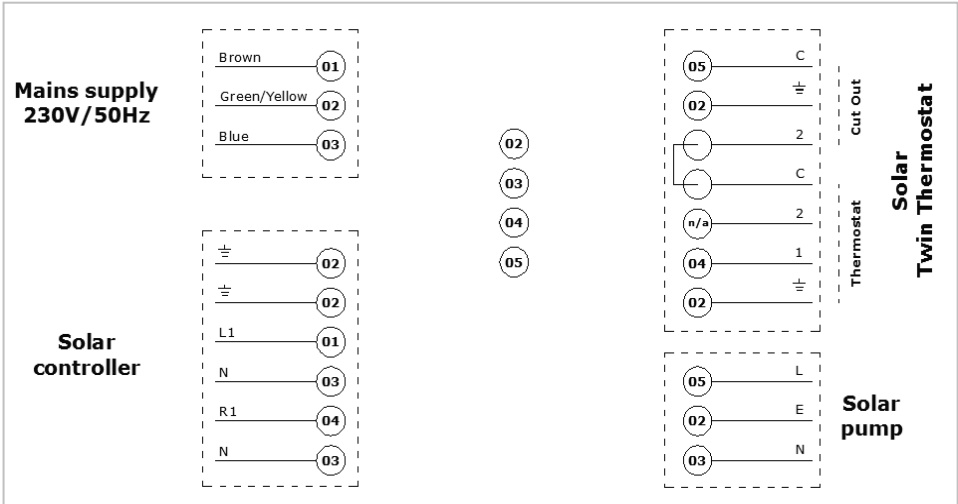 Mains supply
230V/50Hz
Brown 01
Green/Yellow 02
Blue 03
Solar
controller
02
02
L1 01
N 03
R1 04
N 03
02
03
04
05
05 C
02
2
C
n/a 2
04 1
02
Cut Out
Thermostat
Solar
Twin Thermostat
05 L
02 E
03 N
Solar
pump